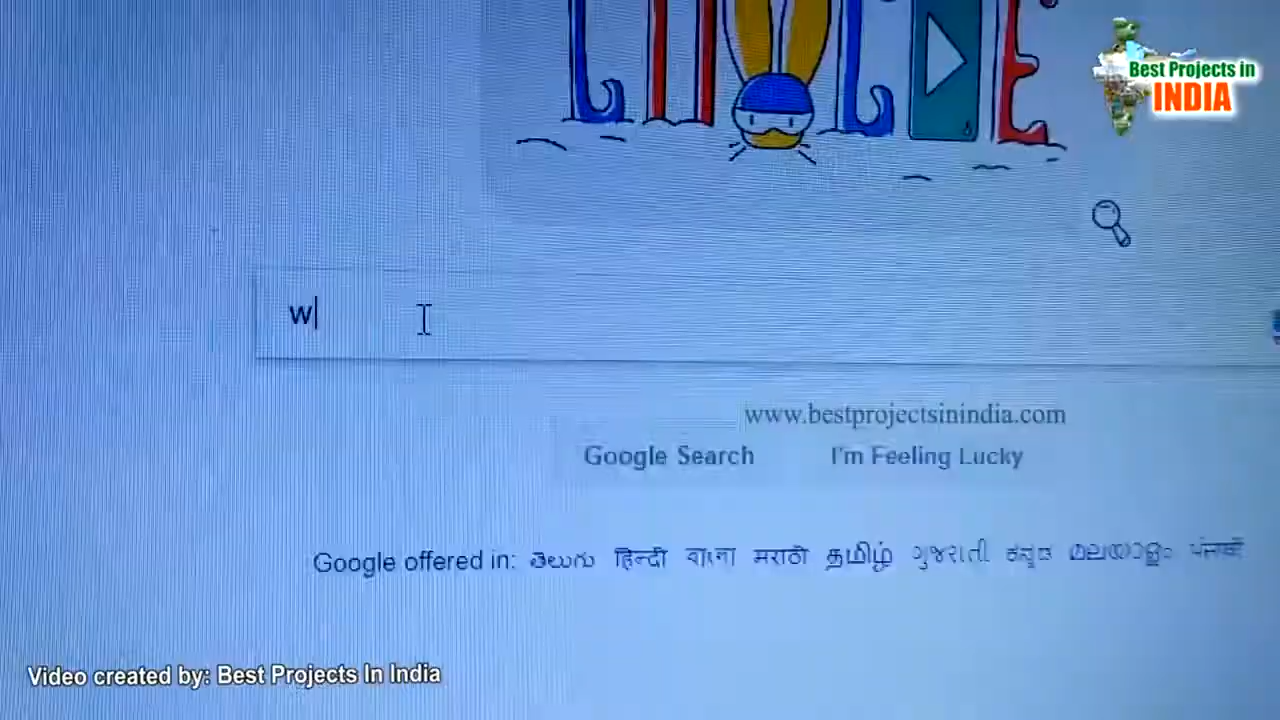 Best Projects in
INDIA
w
www.bestprojectsinindia.com
Google Search I'm Feeling Lucky
Google offered in: తెలుగు हिन्दी বাংলা मराठी தமிழ் ગુજરાતી ಕನ್ನಡ മലയാളം ਪੰਜਾਬੀ
Video created by: Best Projects In India